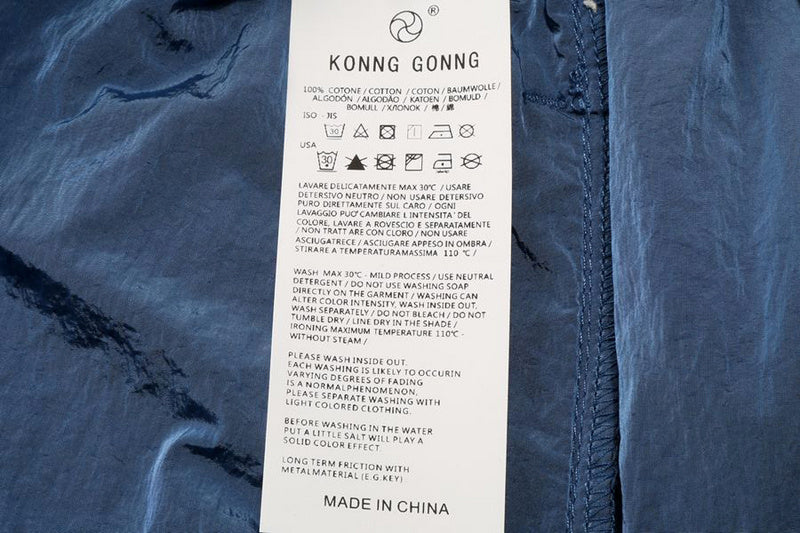 ®
KONNG GONNG
100% COTONE / COTTON / COTON / BAUMWOLLE /
ALGODÓN / ALGODÃO / KATOEN / BOMULD /
BOMULL / ХЛОПОК / 棉 / 綿
ISO · JIS
30
USA
30
LAVARE DELICATAMENTE MAX 30℃ / USARE
DETERSIVO NEUTRO / NON USARE DETERSIVO
PURO DIRETTAMENTE SUL CARO / OGNI
LAVAGGIO PUO' CAMBIARE L INTENSITA' DEL
COLORE, LAVARE A ROVESCIO E SEPARATAMENTE
/ NON TRATT ARE CON CLORO / NON USARE
ASCIUGATRECE / ASCIUGARE APPESO IN OMBRA /
STIRARE A TEMPERATURAMASSIMA 110 ℃ /
WASH MAX 30℃ - MILD PROCESS / USE NEUTRAL
DETERGENT / DO NOT USE WASHING SOAP
DIRECTLY ON THE GARMENT / WASHING CAN
ALTER COLOR INTENSITY, WASH INSIDE OUT,
WASH SEPARATELY / DO NOT BLEACH / DO NOT
TUMBLE DRY / LINE DRY IN THE SHADE /
IRONING MAXIMUM TEMPERATURE 110℃ -
WITHOUT STEAM /
PLEASE WASH INSIDE OUT.
EACH WASHING IS LIKELY TO OCCURIN
VARYING DEGREES OF FADING
IS A NORMALPHENOMENON,
PLEASE SEPARATE WASHING WITH
LIGHT COLORED CLOTHING.
BEFORE WASHING IN THE WATER
PUT A LITTLE SALT WILL PLAY A
SOLID COLOR EFFECT.
LONG TERM FRICTION WITH
METALMATERIAL (E.G.KEY)
MADE IN CHINA